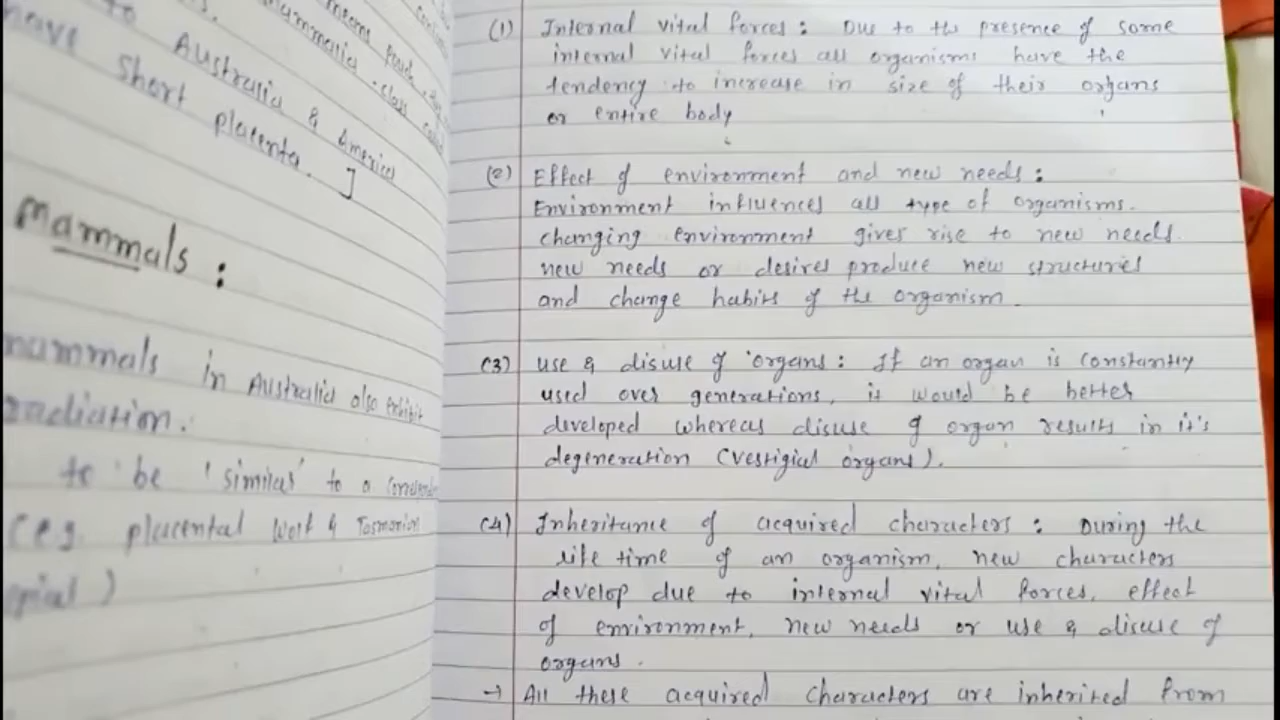 to
Australia & America
have short placenta. ]
means Pouch
mammals :
mammals in Australia also exhibit
radiation.
to be 'similar' to a
(eg. placental wolf & Tasmanian
(1) Internal vital forces : Due to the presence of some
internal vital forces all organisms have the
tendency to increase in size of their organs
or entire body
(2) Effect of environment and new needs :
Environment influences all type of organisms.
changing environment gives rise to new needs.
new needs or desires produce new structures
and change habits of the organism.
(3) use & disuse of organs : If an organ is constantly
used over generations, it would be better
developed whereas disuse of organ results in it's
degeneration (vestigial organs).
(4) Inheritance of acquired characters : During the
life time of an organism, new characters
develop due to internal vital forces, effect
of environment, new needs or use & disuse of
organs.
→ All these acquired characters are inherited from